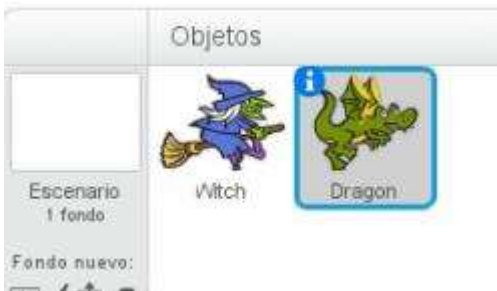 Objetos
Witch
Dragon
Escenario
1 fondo
Fondo nuevo: